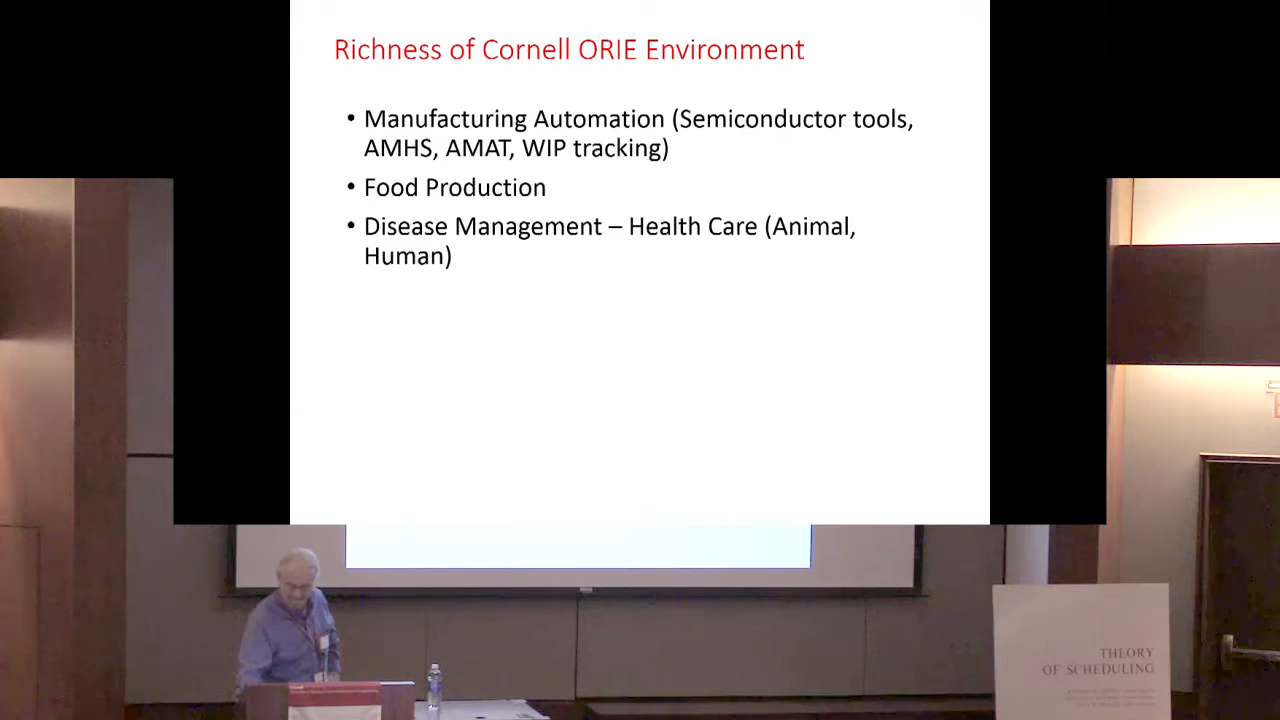 Richness of Cornell ORIE Environment
• Manufacturing Automation (Semiconductor tools,
AMHS, AMAT, WIP tracking)
• Food Production
• Disease Management – Health Care (Animal,
Human)
THEORY
OF SCHEDULING